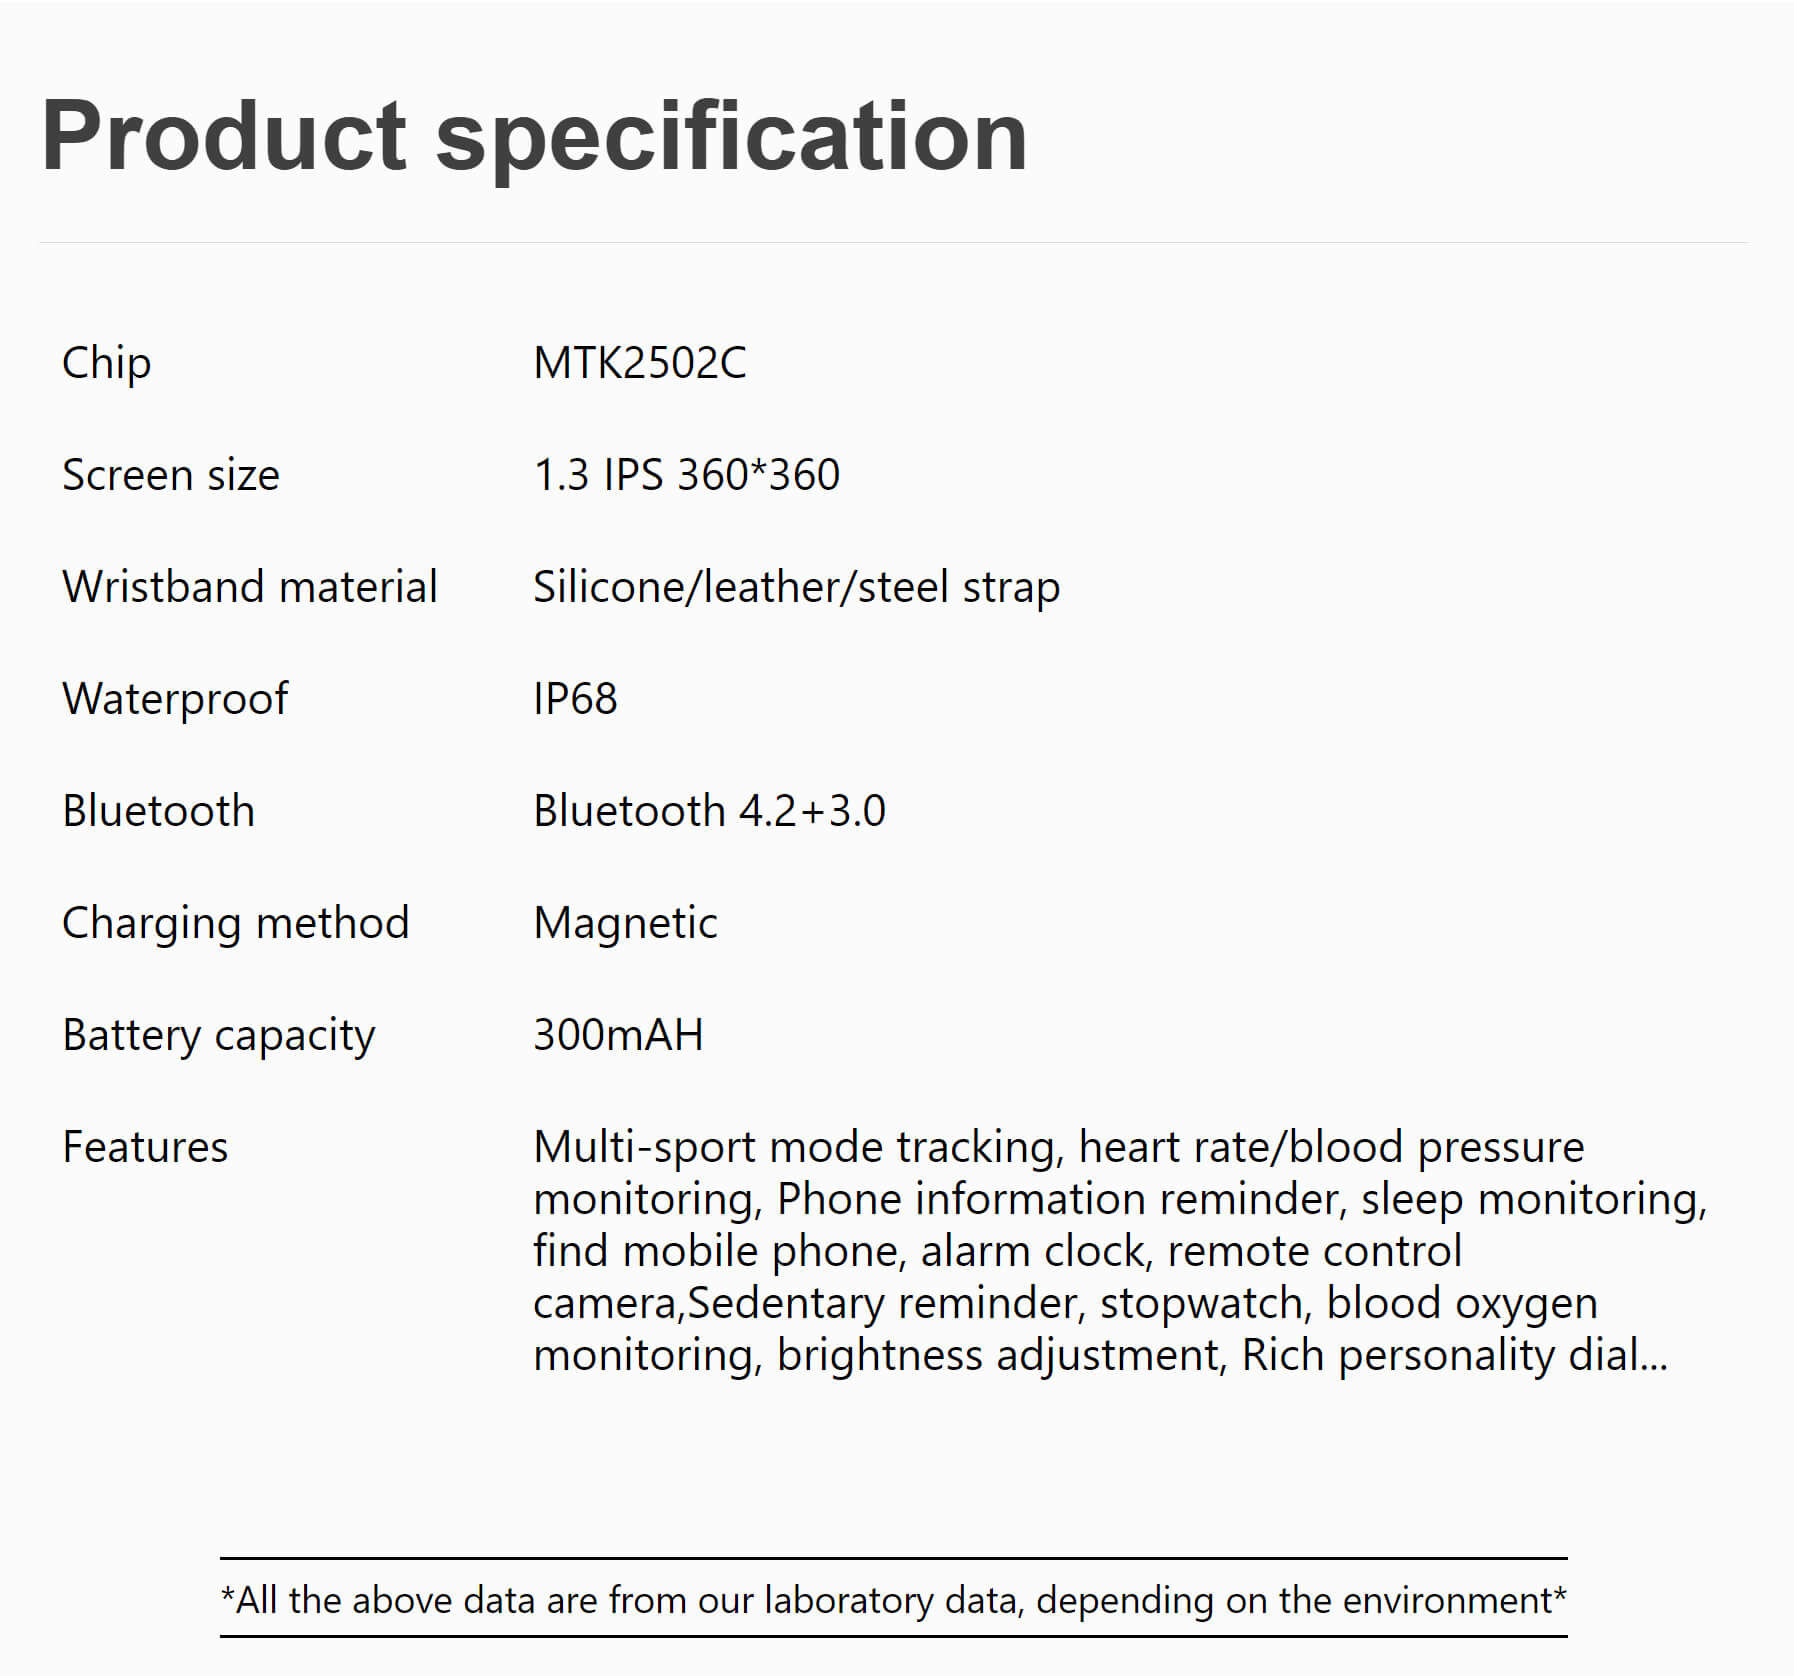 Product specification
Chip MTK2502C
Screen size 1.3 IPS 360*360
Wristband material Silicone/leather/steel strap
Waterproof IP68
Bluetooth Bluetooth 4.2+3.0
Charging method Magnetic
Battery capacity 300mAH
Features Multi-sport mode tracking, heart rate/blood pressure
monitoring, Phone information reminder, sleep monitoring,
find mobile phone, alarm clock, remote control
camera,Sedentary reminder, stopwatch, blood oxygen
monitoring, brightness adjustment, Rich personality dial...
*All the above data are from our laboratory data, depending on the environment*